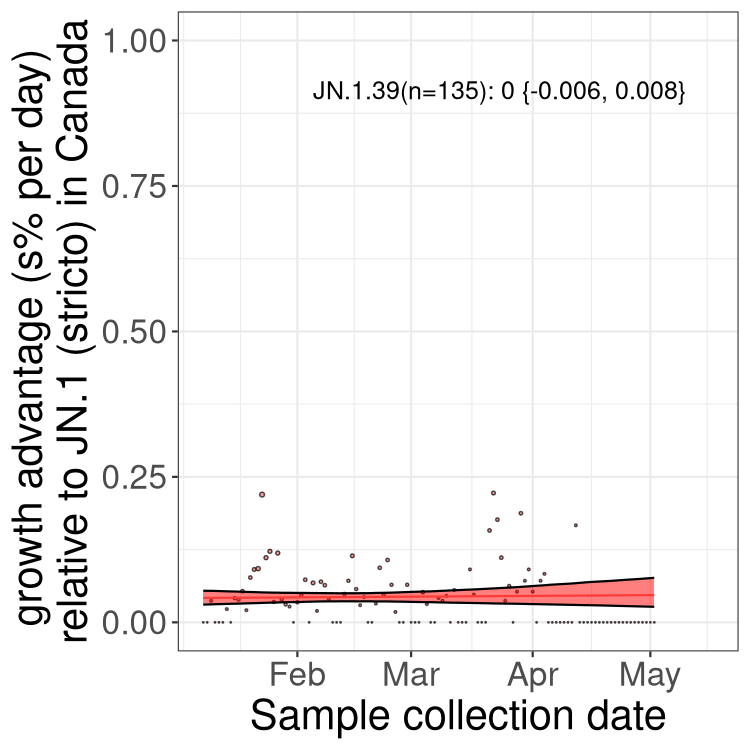 growth advantage (s% per day)
relative to JN.1 (stricto) in Canada
1.00
0.75
0.50
0.25
0.00
JN.1.39(n=135): 0 {-0.006, 0.008}
Feb
Mar
Apr
May
Sample collection date